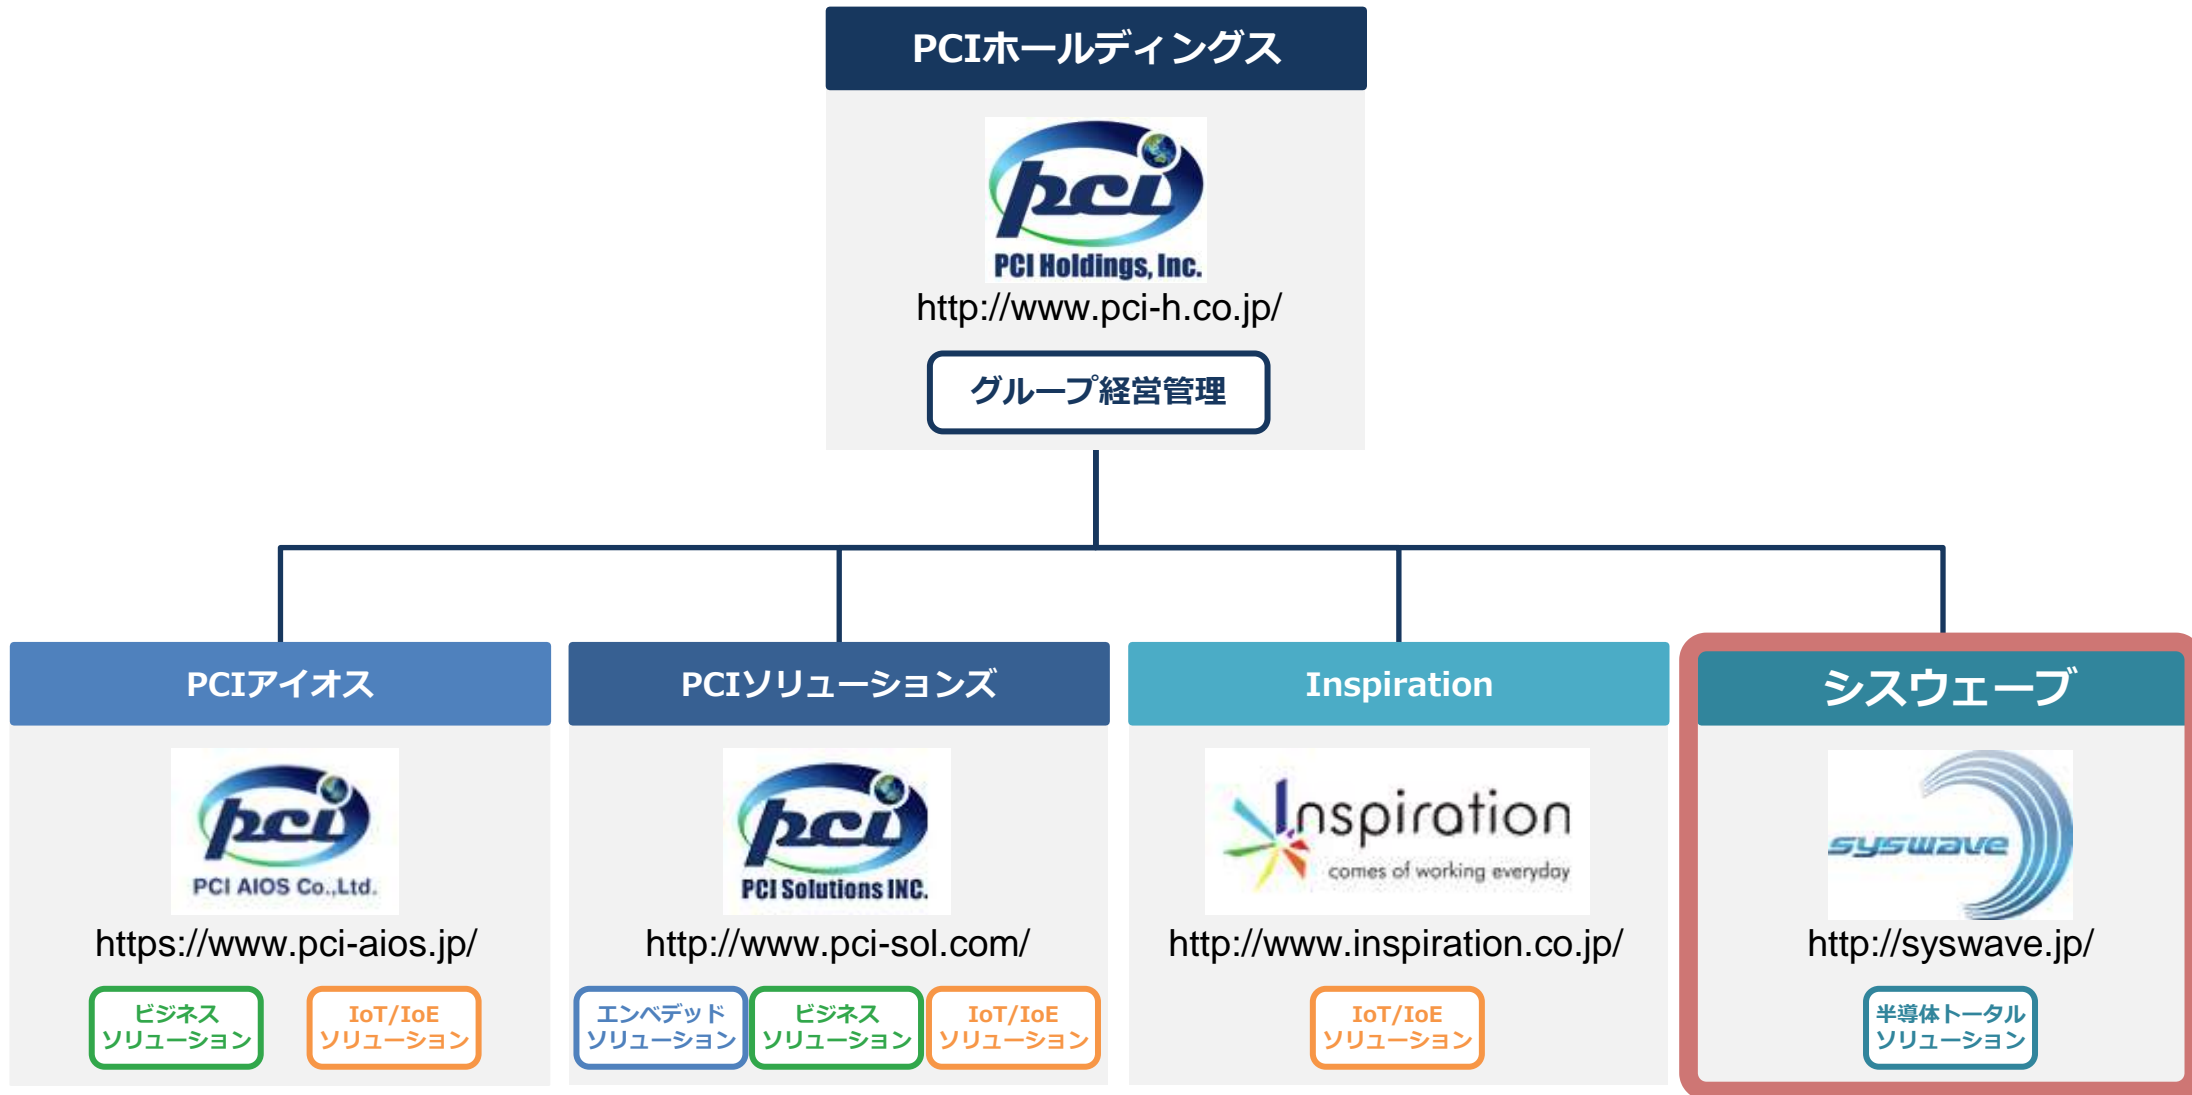 PCIホールディングス
pci
PCI Holdings, Inc.
http://www.pci-h.co.jp/
グループ経営管理
PCIアイオス
pci
PCI AIOS Co.,Ltd.
https://www.pci-aios.jp/
ビジネス
ソリューション
IoT/IoE
ソリューション
PCIソリューションズ
pci
PCI Solutions INC.
http://www.pci-sol.com/
エンベデッド
ソリューション
ビジネス
ソリューション
IoT/IoE
ソリューション
Inspiration
Inspiration
comes of working everyday
http://www.inspiration.co.jp/
IoT/IoE
ソリューション
シスウェーブ
syswave
http://syswave.jp/
半導体トータル
ソリューション